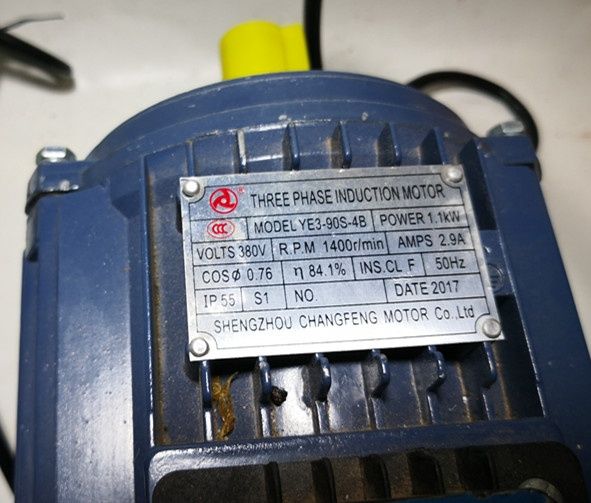 THREE PHASE INDUCTION MOTOR
CCC MODEL YE3-90S-4B POWER 1.1kW
VOLTS 380V R.P.M 1400r/min AMPS 2.9A
COSϕ 0.76 η 84.1% INS.CL F 50Hz
IP 55 S1 NO. DATE 2017
SHENGZHOU CHANGFENG MOTOR Co.Ltd